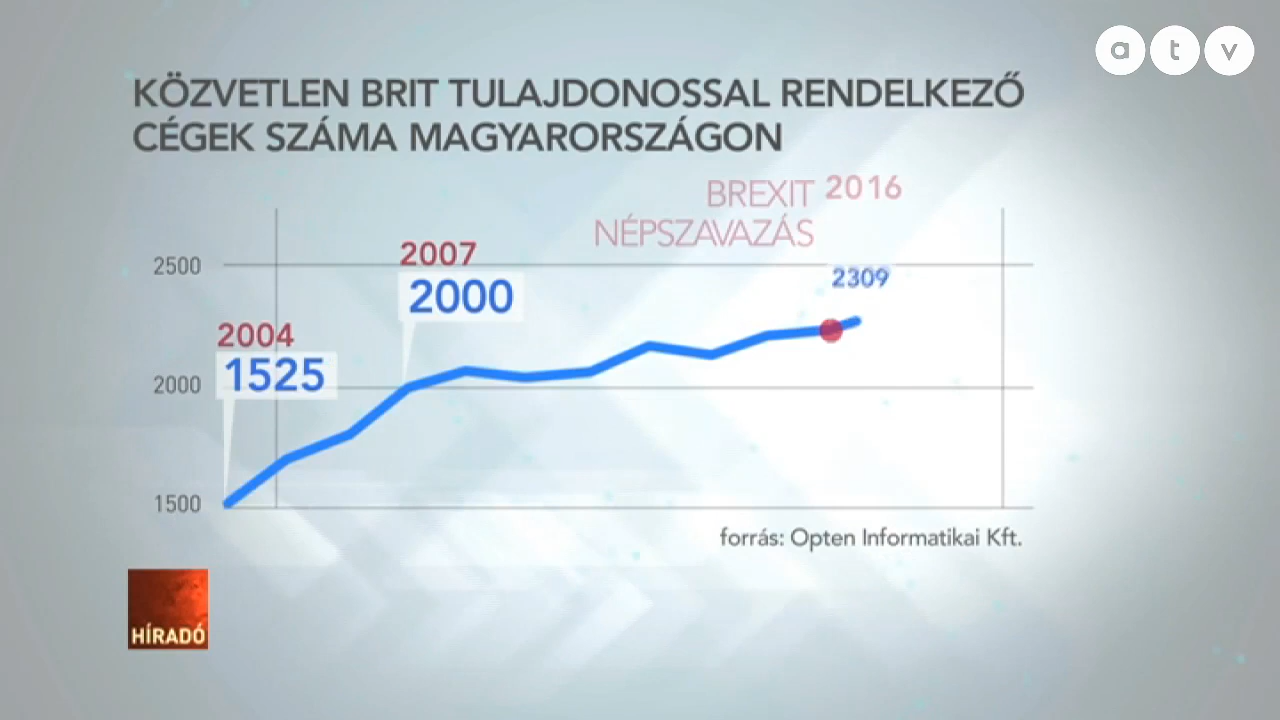 a t v
KÖZVETLEN BRIT TULAJDONOSSAL RENDELKEZŐ
CÉGEK SZÁMA MAGYARORSZÁGON
BREXIT 2016
NÉPSZAVAZÁS
2007
2500
2309
2000
2004
1525
2000
1500
forrás: Opten Informatikai Kft.
HÍRADÓ